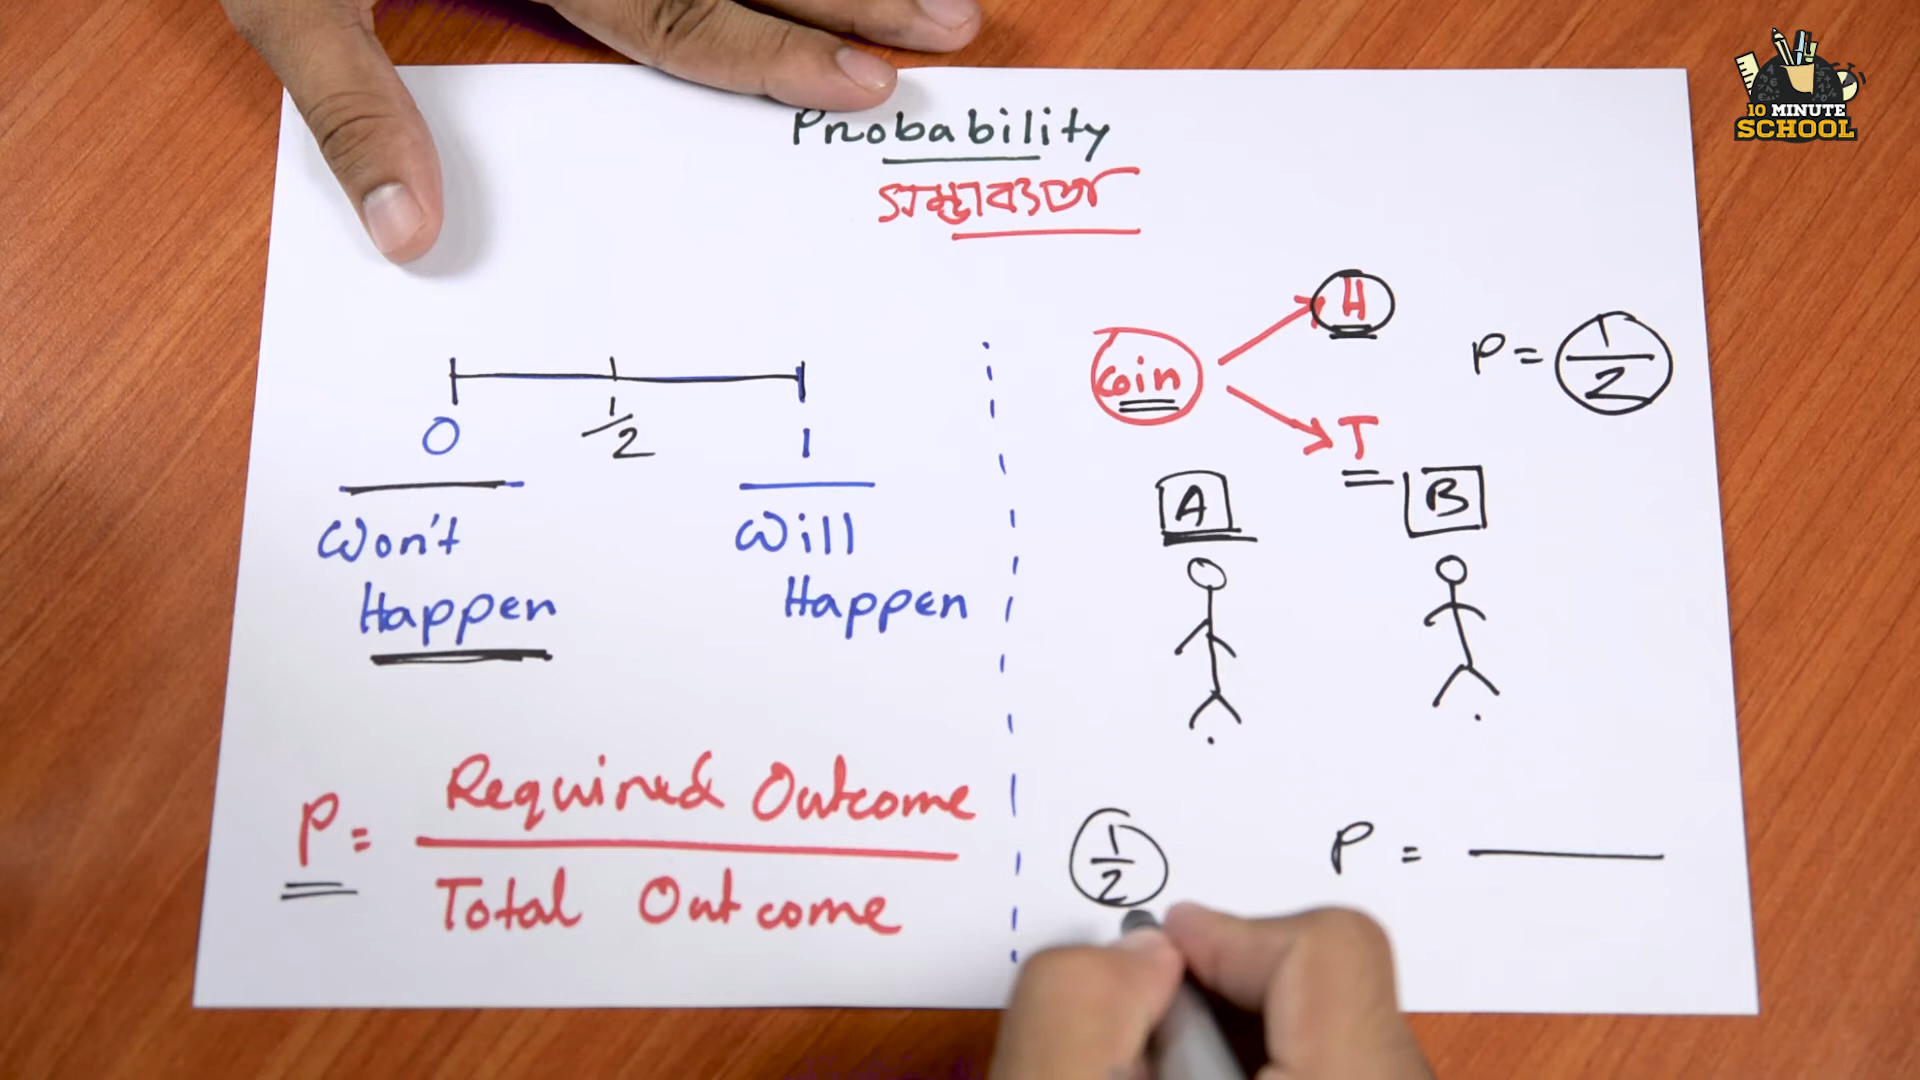 10 MINUTE
SCHOOL
Probability
সম্ভাব্যতা
0
1/2
1
Won't
Happen
Will
Happen
P = Required Outcome
Total Outcome
Coin
H
T
P = 1/2
A
B
1/2
P =